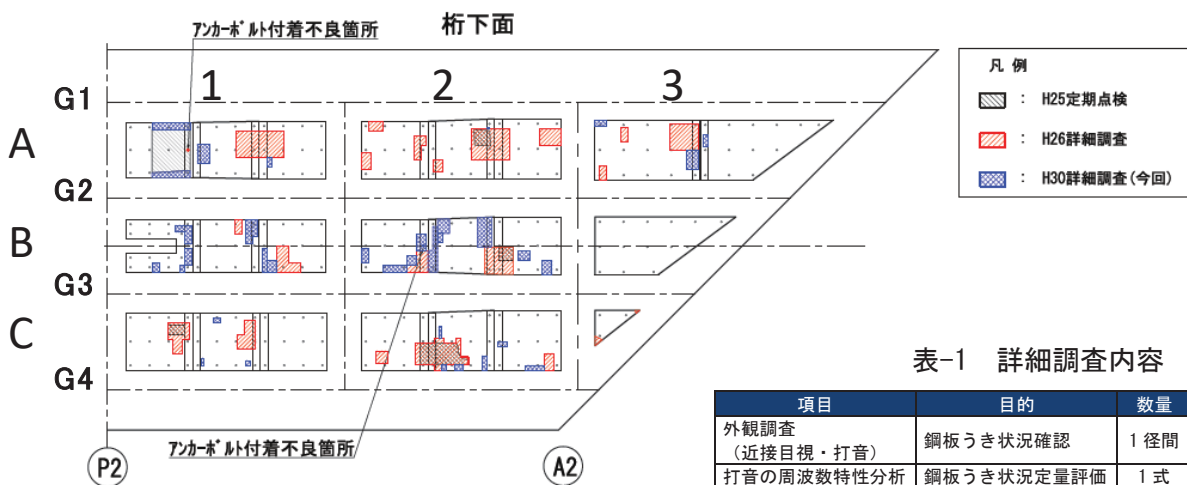 アンカーボルト付着不良箇所
桁下面
1
2
3
G1
A
G2
B
G3
C
G4
アンカーボルト付着不良箇所
P2
A2
凡 例
： H25定期点検
： H26詳細調査
： H30詳細調査(今回)
表-1 詳細調査内容
項目 目的 数量
外観調査
（近接目視・打音） 鋼板うき状況確認 1径間
打音の周波数特性分析 鋼板うき状況定量評価 1式